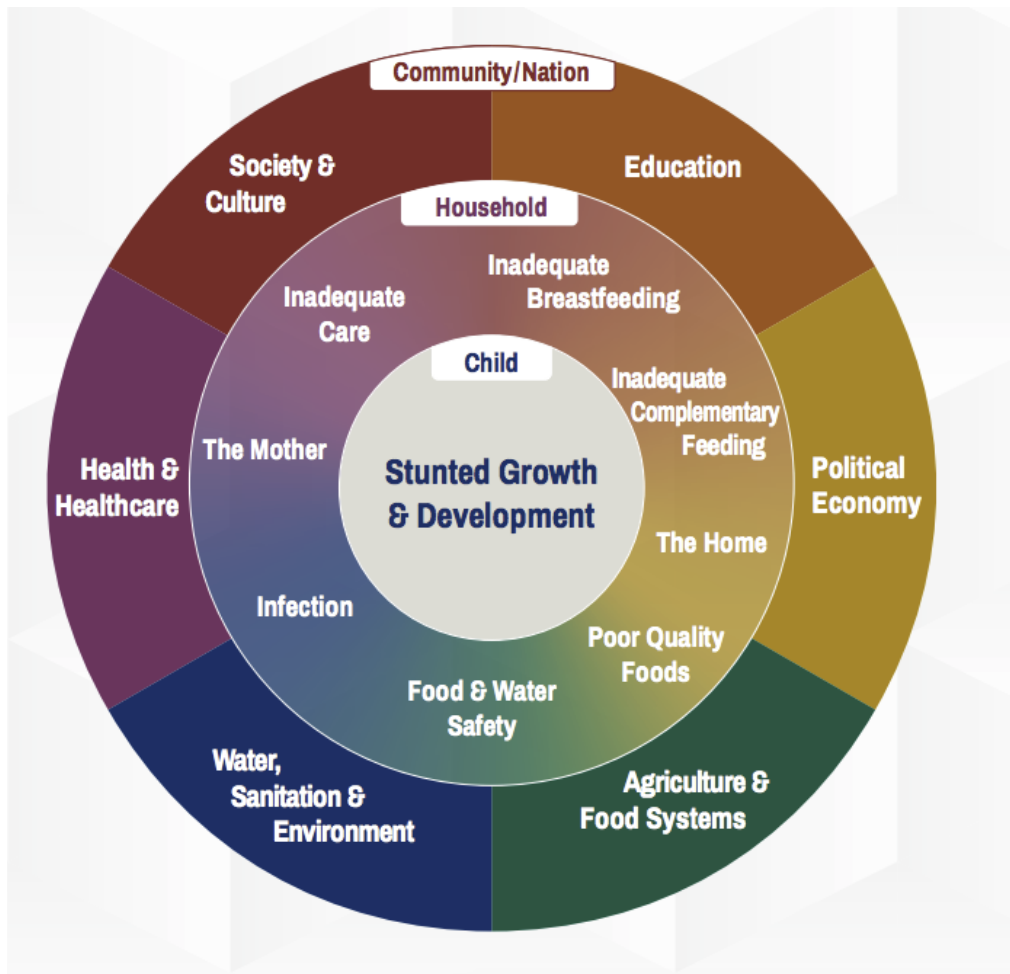 Community/Nation
Society &
Culture
Education
Household
Inadequate
Breastfeeding
Inadequate
Care
Child
Inadequate
Complementary
Feeding
The Mother
Stunted Growth
& Development
Health &
Healthcare
Political
Economy
The Home
Infection
Poor Quality
Foods
Food & Water
Safety
Water,
Sanitation &
Environment
Agriculture &
Food Systems